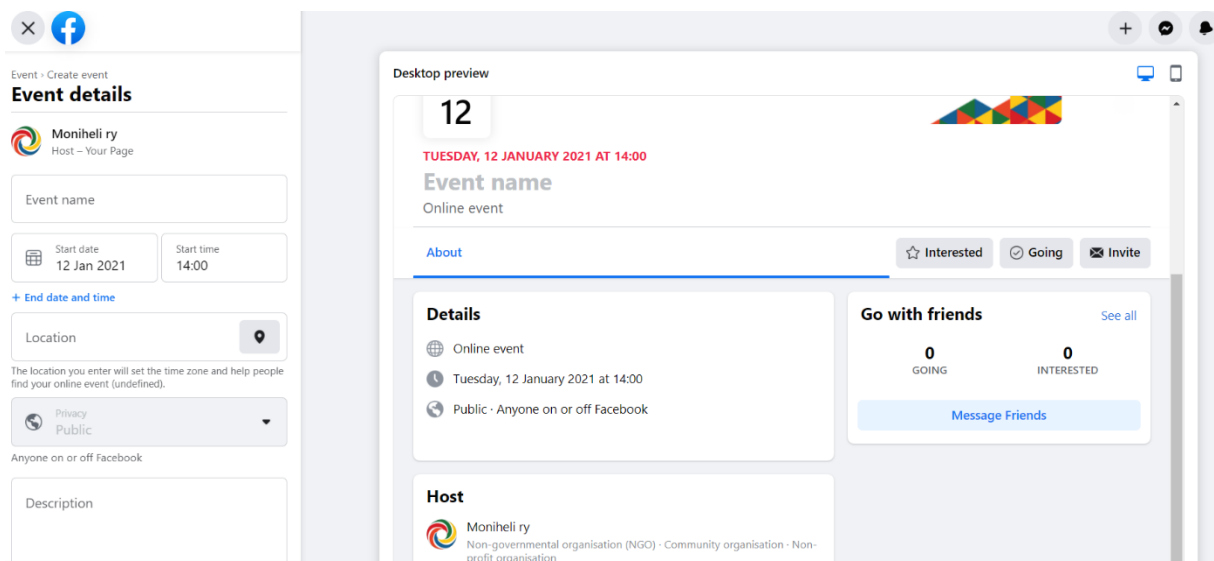 Event › Create event
Event details
Moniheli ry
Host – Your Page
Event name
Start date
12 Jan 2021
Start time
14:00
+ End date and time
Location
The location you enter will set the time zone and help people
find your online event (undefined).
Privacy
Public
Anyone on or off Facebook
Description
Desktop preview
12
TUESDAY, 12 JANUARY 2021 AT 14:00
Event name
Online event
About
Interested
Going
Invite
Details
Online event
Tuesday, 12 January 2021 at 14:00
Public · Anyone on or off Facebook
Go with friends
See all
0
GOING
0
INTERESTED
Message Friends
Host
Moniheli ry
Non-governmental organisation (NGO) · Community organisation · Non-
profit organisation